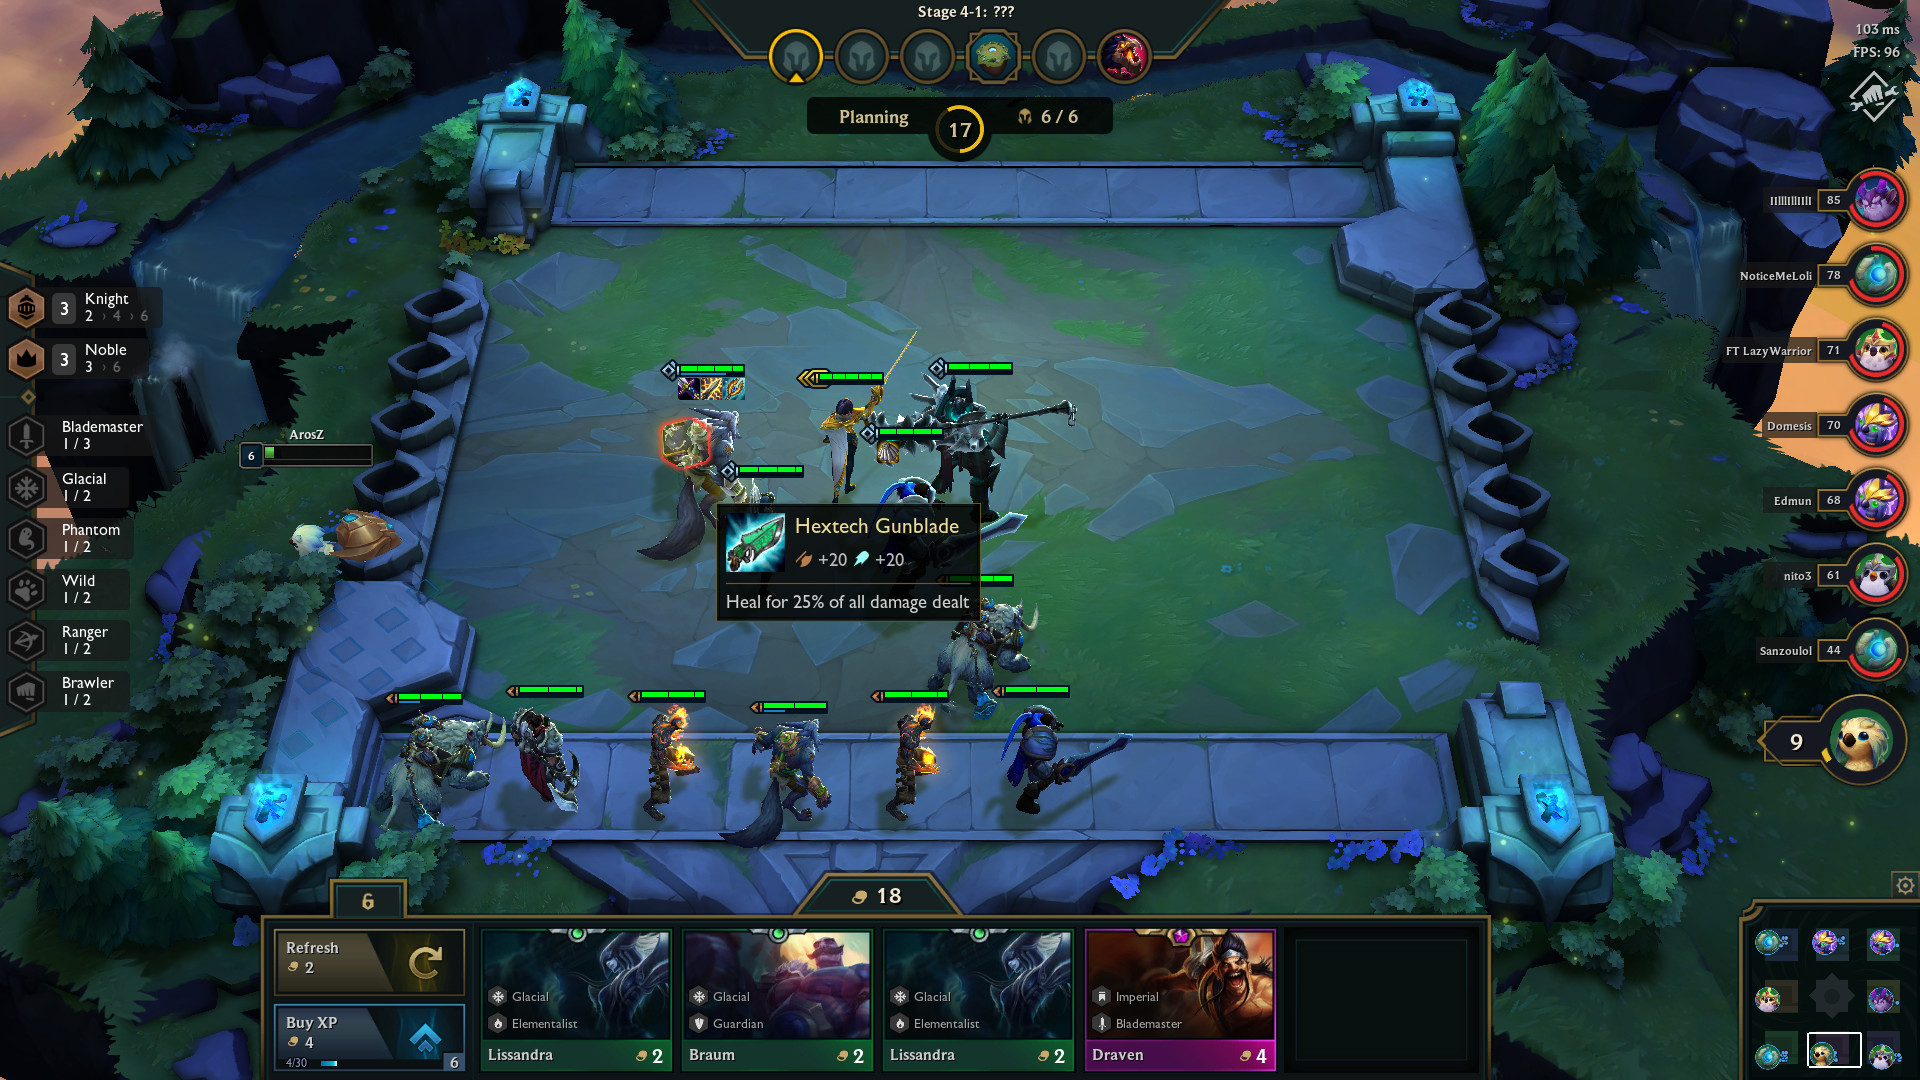 Stage 4-1: ???
103 ms
FPS: 96
Planning
17
6 / 6
IIIIIIIIIIII 85
NoticeMeLoli 78
FT LazyWarrior 71
Domesis 70
Edmun 68
nito3 61
Sanzoulol 44
9
3 Knight
2 › 4 › 6
3 Noble
3 › 6
Blademaster
1 / 3
Glacial
1 / 2
Phantom
1 / 2
Wild
1 / 2
Ranger
1 / 2
Brawler
1 / 2
ArosZ
6
Hextech Gunblade
+20 +20
Heal for 25% of all damage dealt
6
18
Refresh
2
Buy XP
4
4/30
6
Glacial
Elementalist
Lissandra 2
Glacial
Guardian
Braum 2
Glacial
Elementalist
Lissandra 2
Imperial
Blademaster
Draven 4